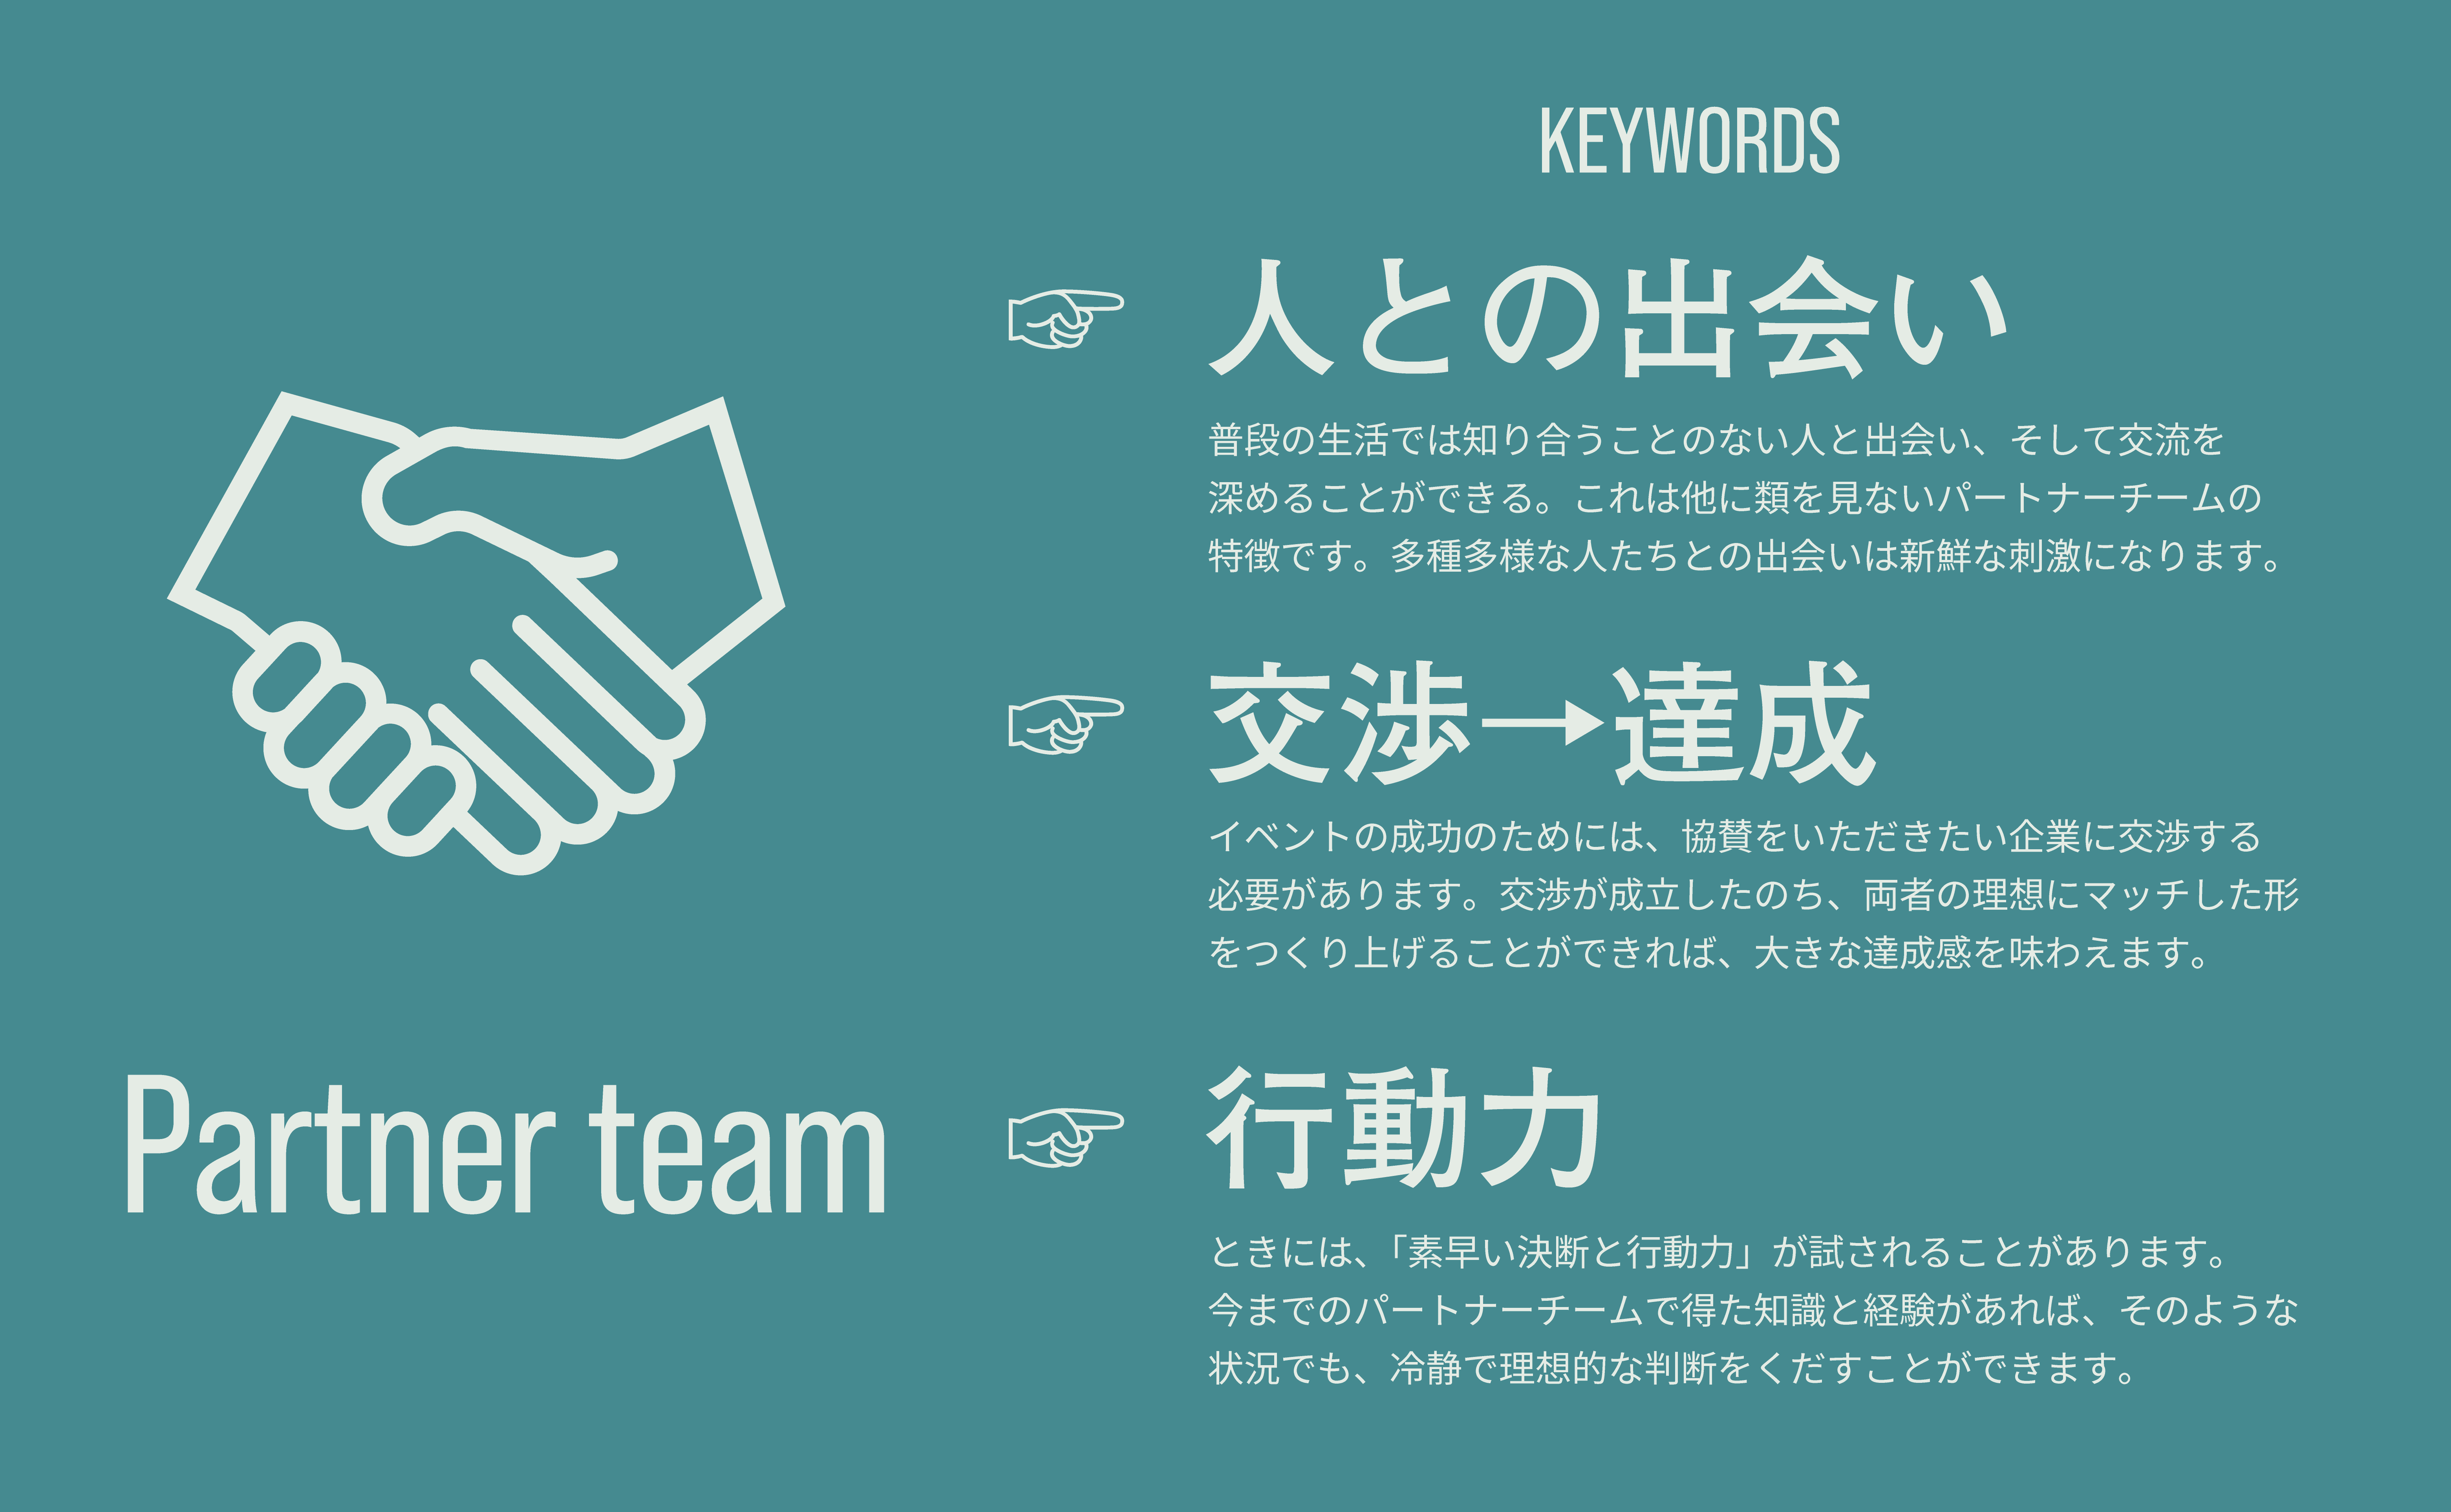 KEYWORDS
人との出会い
普段の生活では知り合うことのない人と出会い、そして交流を
深めることができる。これは他に類を見ないパートナーチームの
特徴です。多種多様な人たちとの出会いは新鮮な刺激になります。
交渉→達成
イベントの成功のためには、協賛をいただきたい企業に交渉する
必要があります。交渉が成立したのち、両者の理想にマッチした形
をつくり上げることができれば、大きな達成感を味わえます。
Partner team
行動力
ときには、「素早い決断と行動力」が試されることがあります。
今までのパートナーチームで得た知識と経験があれば、そのような
状況でも、冷静で理想的な判断をくだすことができます。